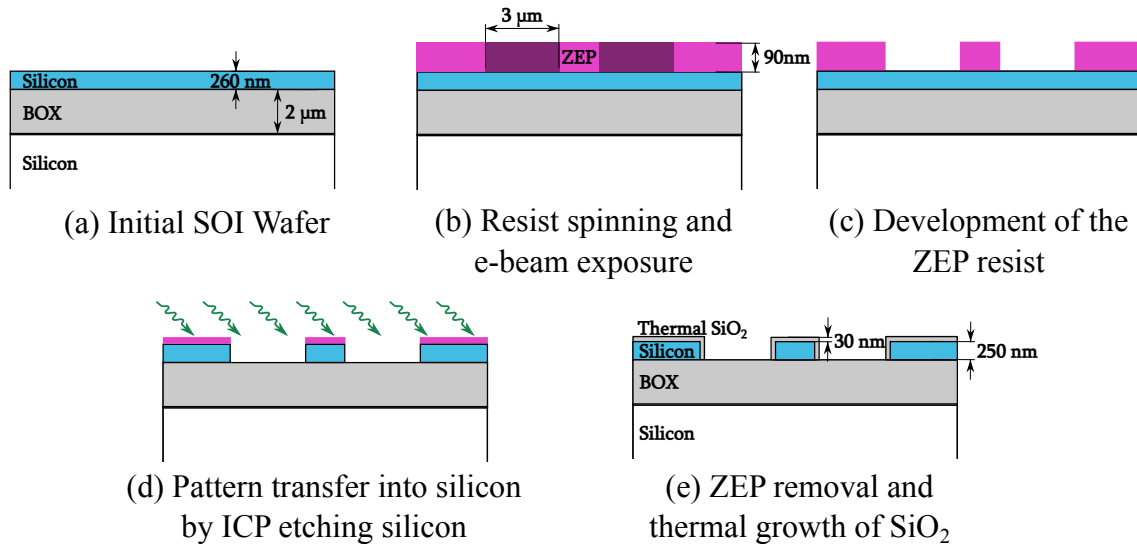 Silicon
260 nm
BOX
2 µm
Silicon
(a) Initial SOI Wafer
3 µm
ZEP
90nm
(b) Resist spinning and
e-beam exposure
(c) Development of the
ZEP resist
(d) Pattern transfer into silicon
by ICP etching silicon
Thermal SiO₂
Silicon
30 nm
250 nm
BOX
Silicon
(e) ZEP removal and
thermal growth of SiO₂